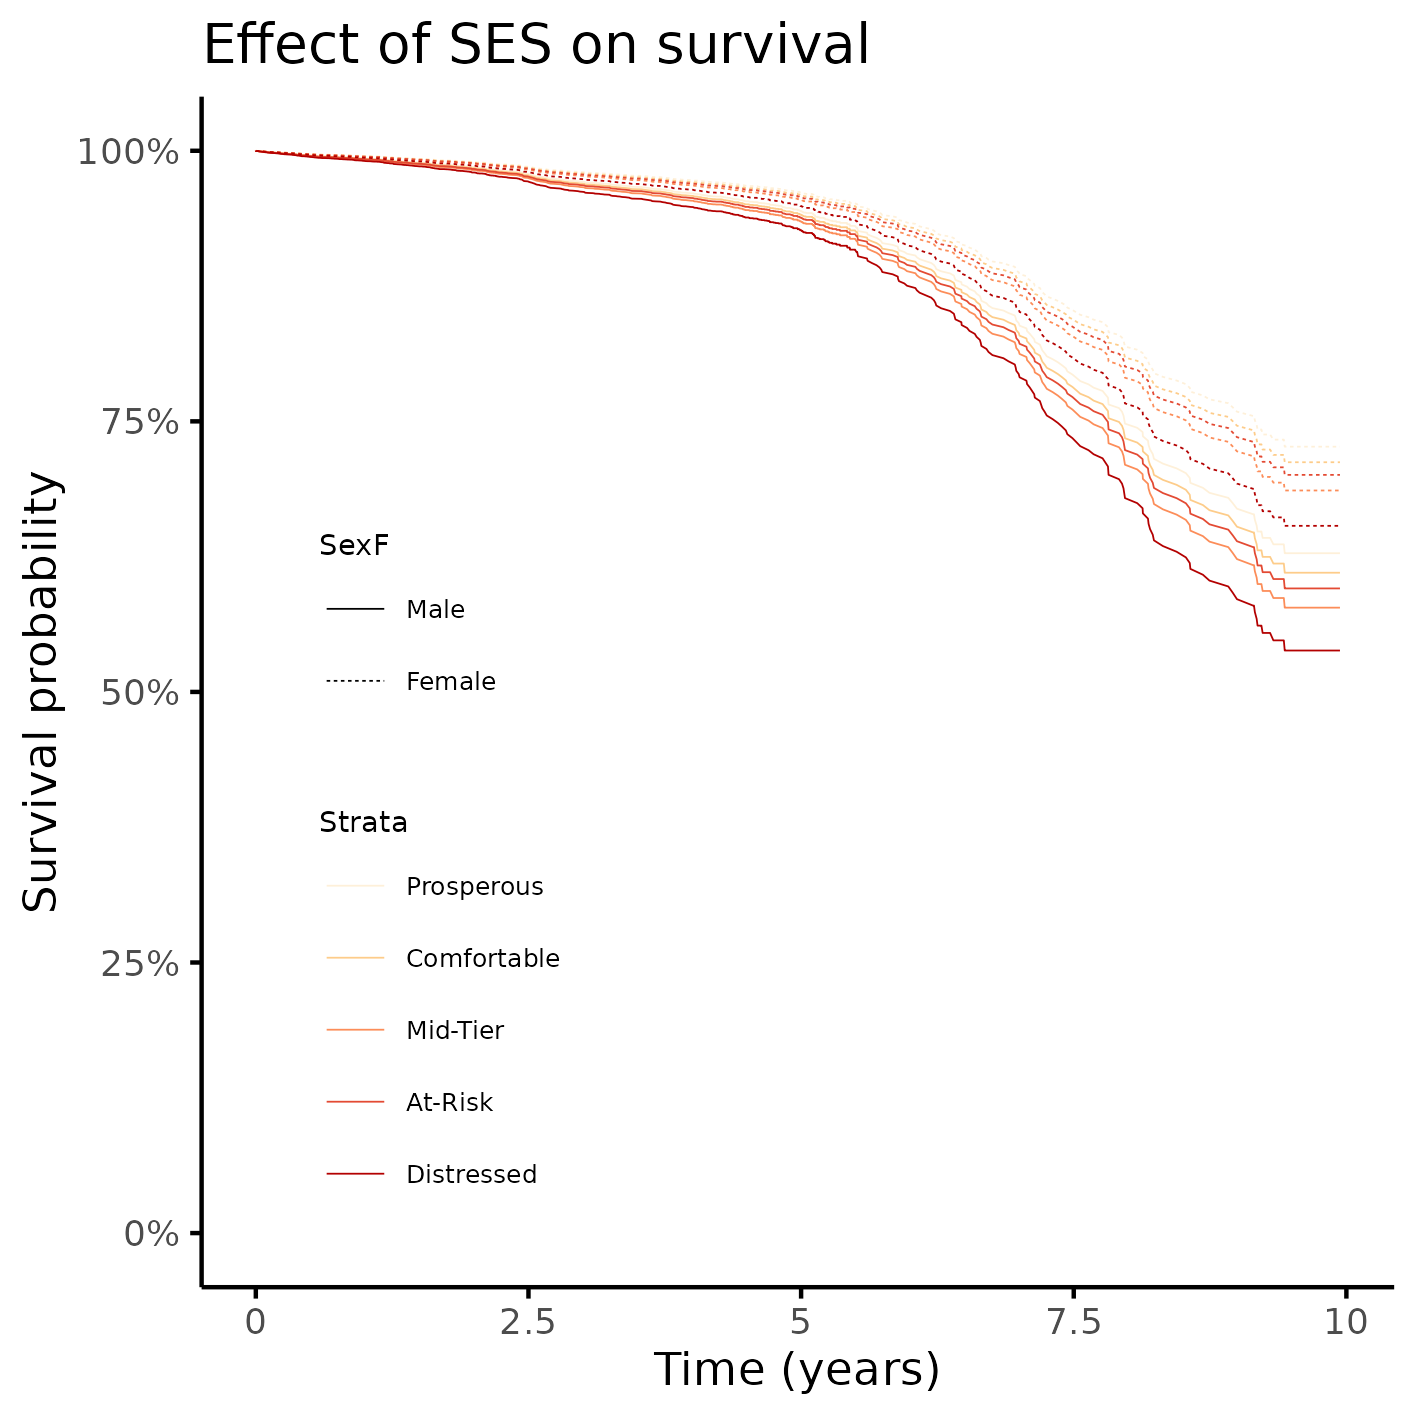 Effect of SES on survival
Survival probability
100%
75%
50%
25%
0%
SexF
Male
Female
Strata
Prosperous
Comfortable
Mid-Tier
At-Risk
Distressed
0 2.5 5 7.5 10
Time (years)